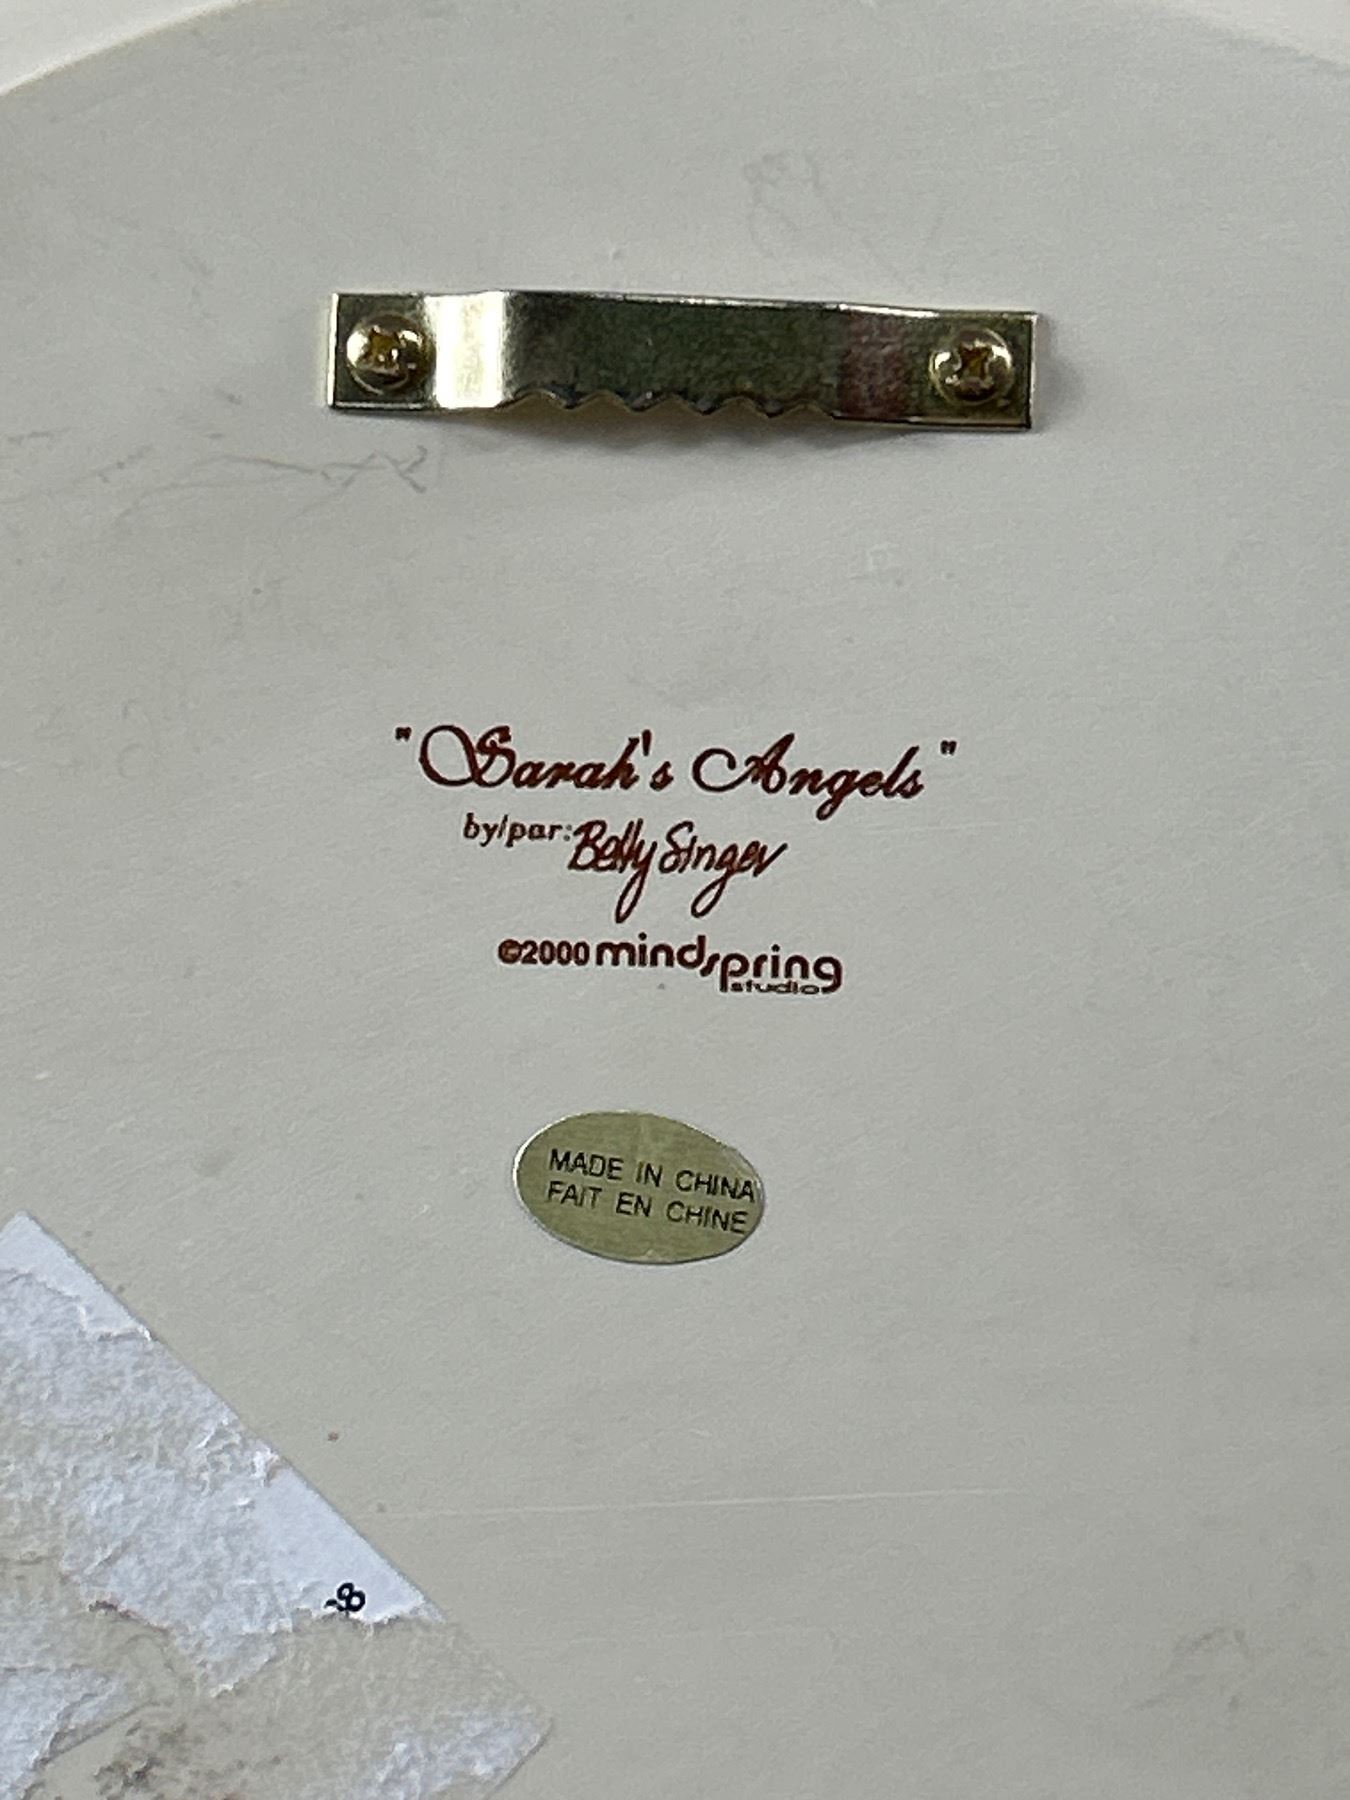 "Sarah's Angels"
by/par: Betty Singer
©2000 mindspring
studio
MADE IN CHINA
FAIT EN CHINE